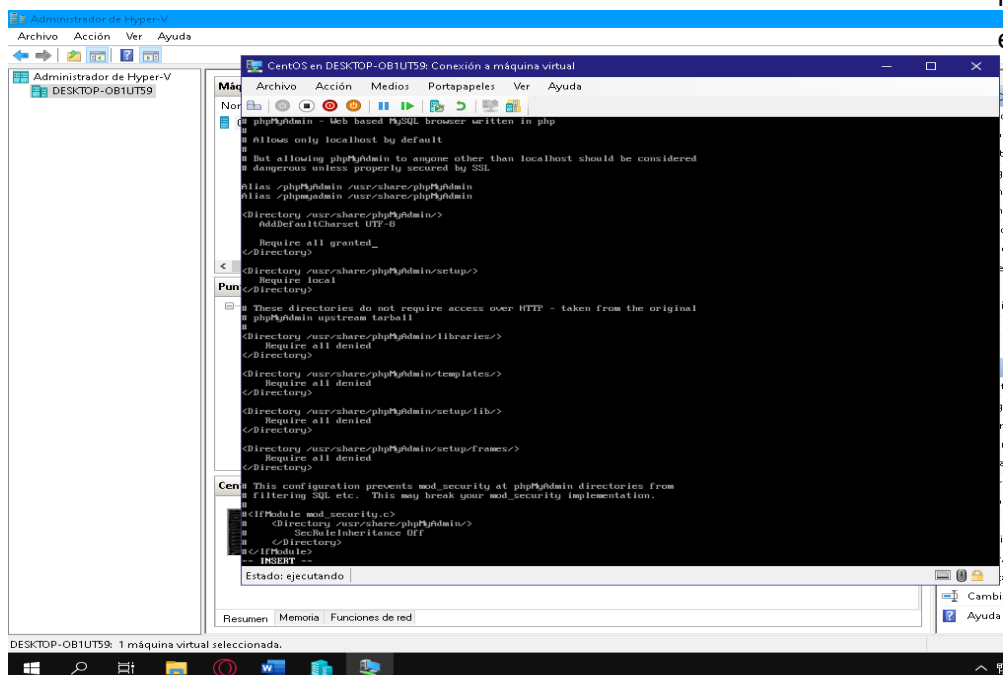 Administrador de Hyper-V
Archivo Acción Ver Ayuda
Administrador de Hyper-V
DESKTOP-OB1UT59
CentOS en DESKTOP-OB1UT59: Conexión a máquina virtual
Archivo Acción Medios Portapapeles Ver Ayuda
# phpMyAdmin - Web based MySQL browser written in php
#
# Allows only localhost by default
#
# But allowing phpMyAdmin to anyone other than localhost should be considered
# dangerous unless properly secured by SSL
Alias /phpMyAdmin /usr/share/phpMyAdmin
Alias /phpmyadmin /usr/share/phpMyAdmin
<Directory /usr/share/phpMyAdmin/>
AddDefaultCharset UTF-8
Require all granted_
</Directory>
<Directory /usr/share/phpMyAdmin/setup/>
Require local
</Directory>
# These directories do not require access over HTTP - taken from the original
# phpMyAdmin upstream tarball
#
<Directory /usr/share/phpMyAdmin/libraries/>
Require all denied
</Directory>
<Directory /usr/share/phpMyAdmin/templates/>
Require all denied
</Directory>
<Directory /usr/share/phpMyAdmin/setup/lib/>
Require all denied
</Directory>
<Directory /usr/share/phpMyAdmin/setup/frames/>
Require all denied
</Directory>
# This configuration prevents mod_security at phpMyAdmin directories from
# filtering SQL etc. This may break your mod_security implementation.
#
#<IfModule mod_security.c>
# <Directory /usr/share/phpMyAdmin/>
# SecRuleInheritance Off
# </Directory>
#</IfModule>
-- INSERT --
Estado: ejecutando
Máq
Nor
Pun
Cen
Cambi
Ayuda
Resumen Memoria Funciones de red
DESKTOP-OB1UT59: 1 máquina virtual seleccionada.